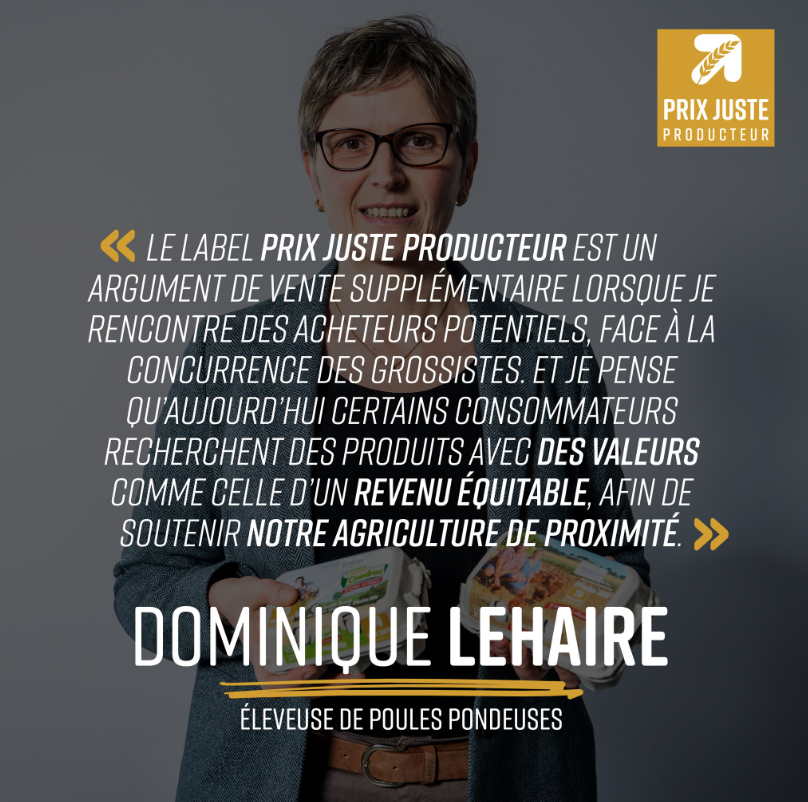 PRIX JUSTE
PRODUCTEUR
« LE LABEL PRIX JUSTE PRODUCTEUR EST UN
ARGUMENT DE VENTE SUPPLÉMENTAIRE LORSQUE JE
RENCONTRE DES ACHETEURS POTENTIELS, FACE À LA
CONCURRENCE DES GROSSISTES. ET JE PENSE
QU'AUJOURD'HUI CERTAINS CONSOMMATEURS
RECHERCHENT DES PRODUITS AVEC DES VALEURS
COMME CELLE D'UN REVENU ÉQUITABLE, AFIN DE
SOUTENIR NOTRE AGRICULTURE DE PROXIMITÉ. »
DOMINIQUE LEHAIRE
ÉLEVEUSE DE POULES PONDEUSES